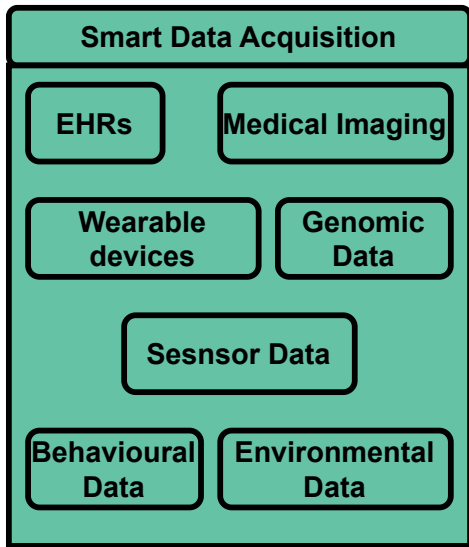 Smart Data Acquisition
EHRs
Medical Imaging
Wearable
devices
Genomic
Data
Sesnsor Data
Behavioural
Data
Environmental
Data